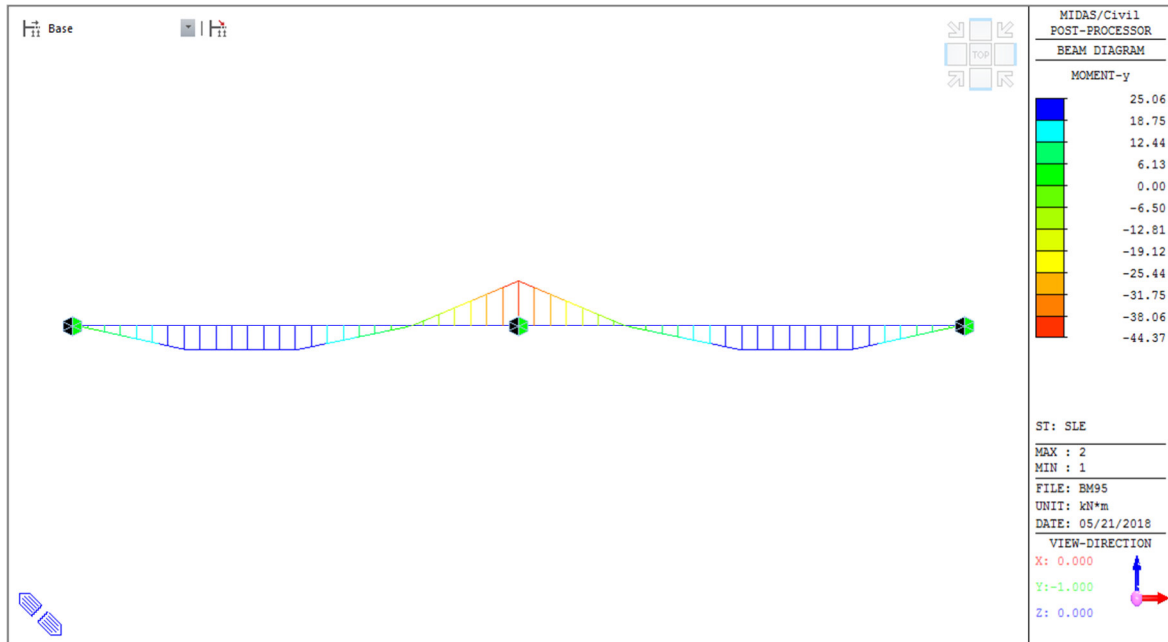 Base
TOP
MIDAS/Civil
POST-PROCESSOR
BEAM DIAGRAM
MOMENT-y
25.06
18.75
12.44
6.13
0.00
-6.50
-12.81
-19.12
-25.44
-31.75
-38.06
-44.37
ST: SLE
MAX : 2
MIN : 1
FILE: BM95
UNIT: kN*m
DATE: 05/21/2018
VIEW-DIRECTION
X: 0.000
Y:-1.000
Z: 0.000